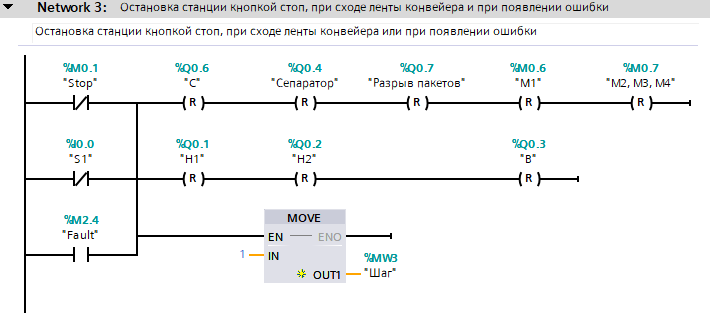 Network 3: Остановка станции кнопкой стоп, при сходе ленты конвейера и при появлении ошибки
Остановка станции кнопкой стоп, при сходе ленты конвейера или при появлении ошибки
%M0.1 %Q0.6 %Q0.4 %Q0.7 %M0.6 %M0.7
"Stop" "C" "Сепаратор" "Разрыв пакетов" "M1" "M2, M3, M4"
R R R R R
%I0.0 %Q0.1 %Q0.2 %Q0.3
"S1" "H1" "H2" "B"
R R R
%M2.4
"Fault"
MOVE
EN ENO
1 IN
%MW3
OUT1 "Шаг"